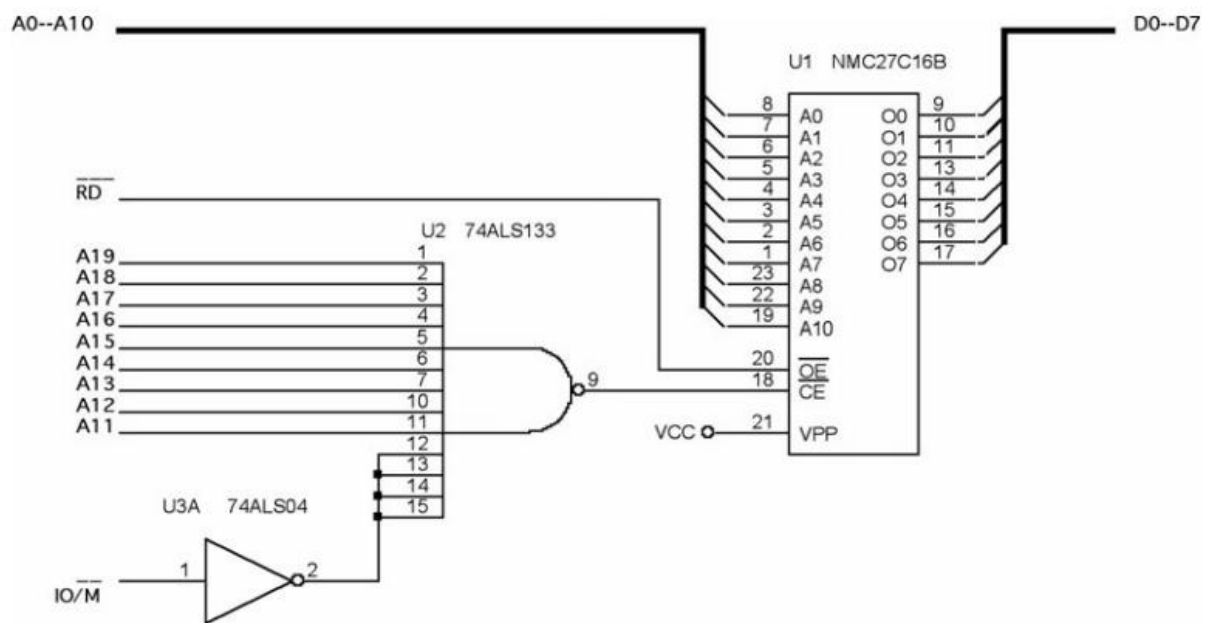 A0--A10
D0--D7
U1 NMC27C16B
8 A0 O0 9
7 A1 O1 10
6 A2 O2 11
5 A3 O3 13
4 A4 O4 14
3 A5 O5 15
2 A6 O6 16
1 A7 O7 17
23 A8
22 A9
19 A10
R̅D̅
U2 74ALS133
A19 1
A18 2
A17 3
A16 4
A15 5
A14 6
A13 7
A12 10
A11 11
12
13
14
15
9
20 O̅E̅
18 C̅E̅
VCC 21 VPP
U3A 74ALS04
1 2
IO/M̅